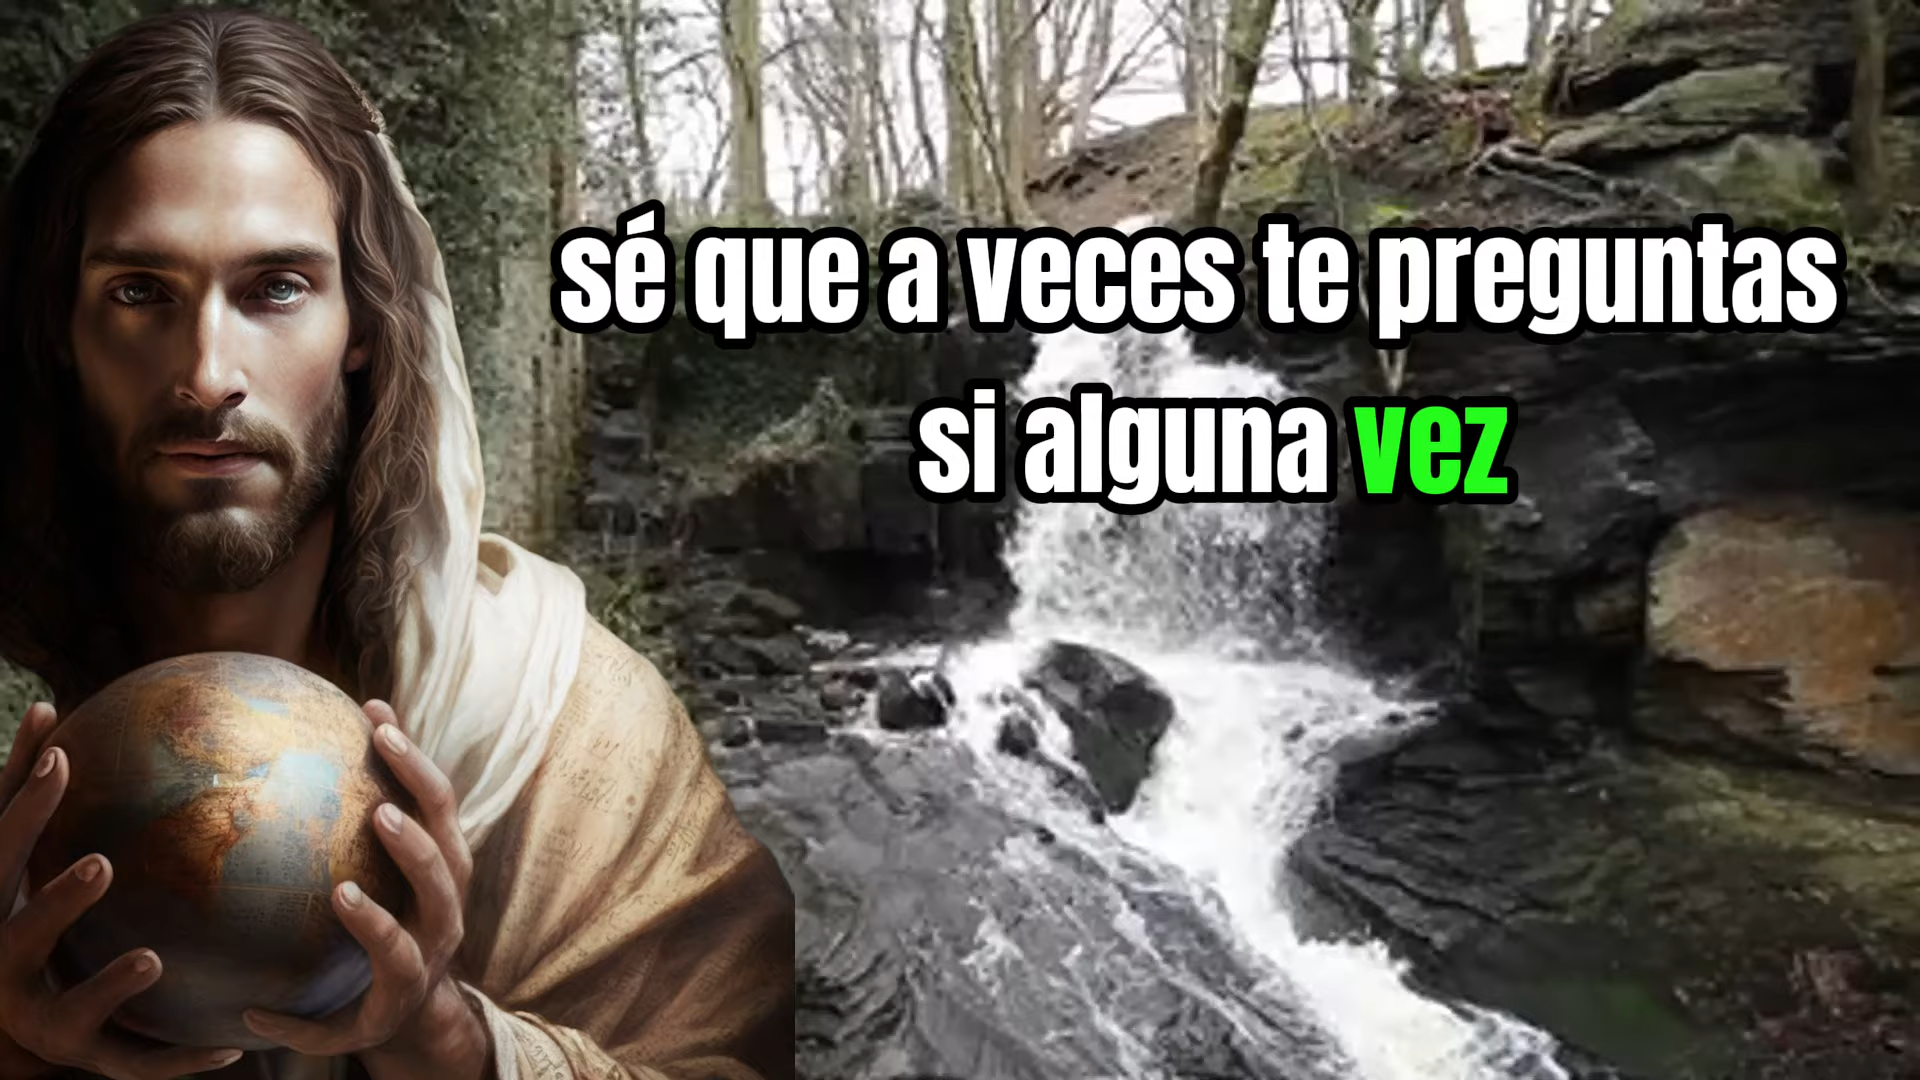 sé que a veces te preguntas
si alguna vez